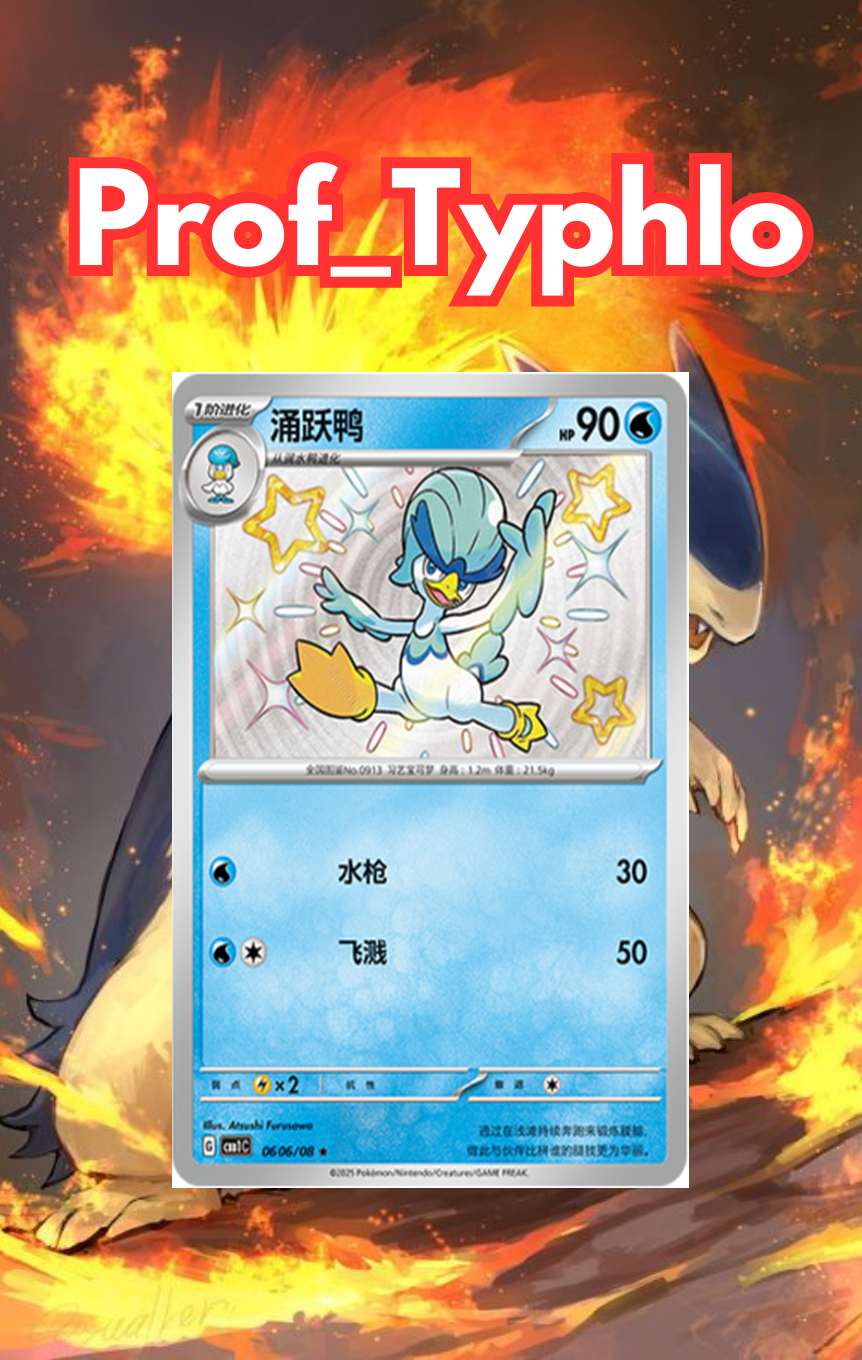 Prof_Typhlo
1阶进化
涌跃鸭
HP 90
从润水鸭进化
全国图鉴No.0913 习艺宝可梦 身高：1.2m 体重：21.5kg
水枪 30
飞溅 50
弱点 ×2 抗性 撤退
Illus. Atsushi Furusawa
通过在浅滩持续奔跑来锻炼腿脚，
借此与伙伴比拼谁的腿技更为华丽。
G CBB1C 0606/08 ★
©2025 Pokémon/Nintendo/Creatures/GAME FREAK.